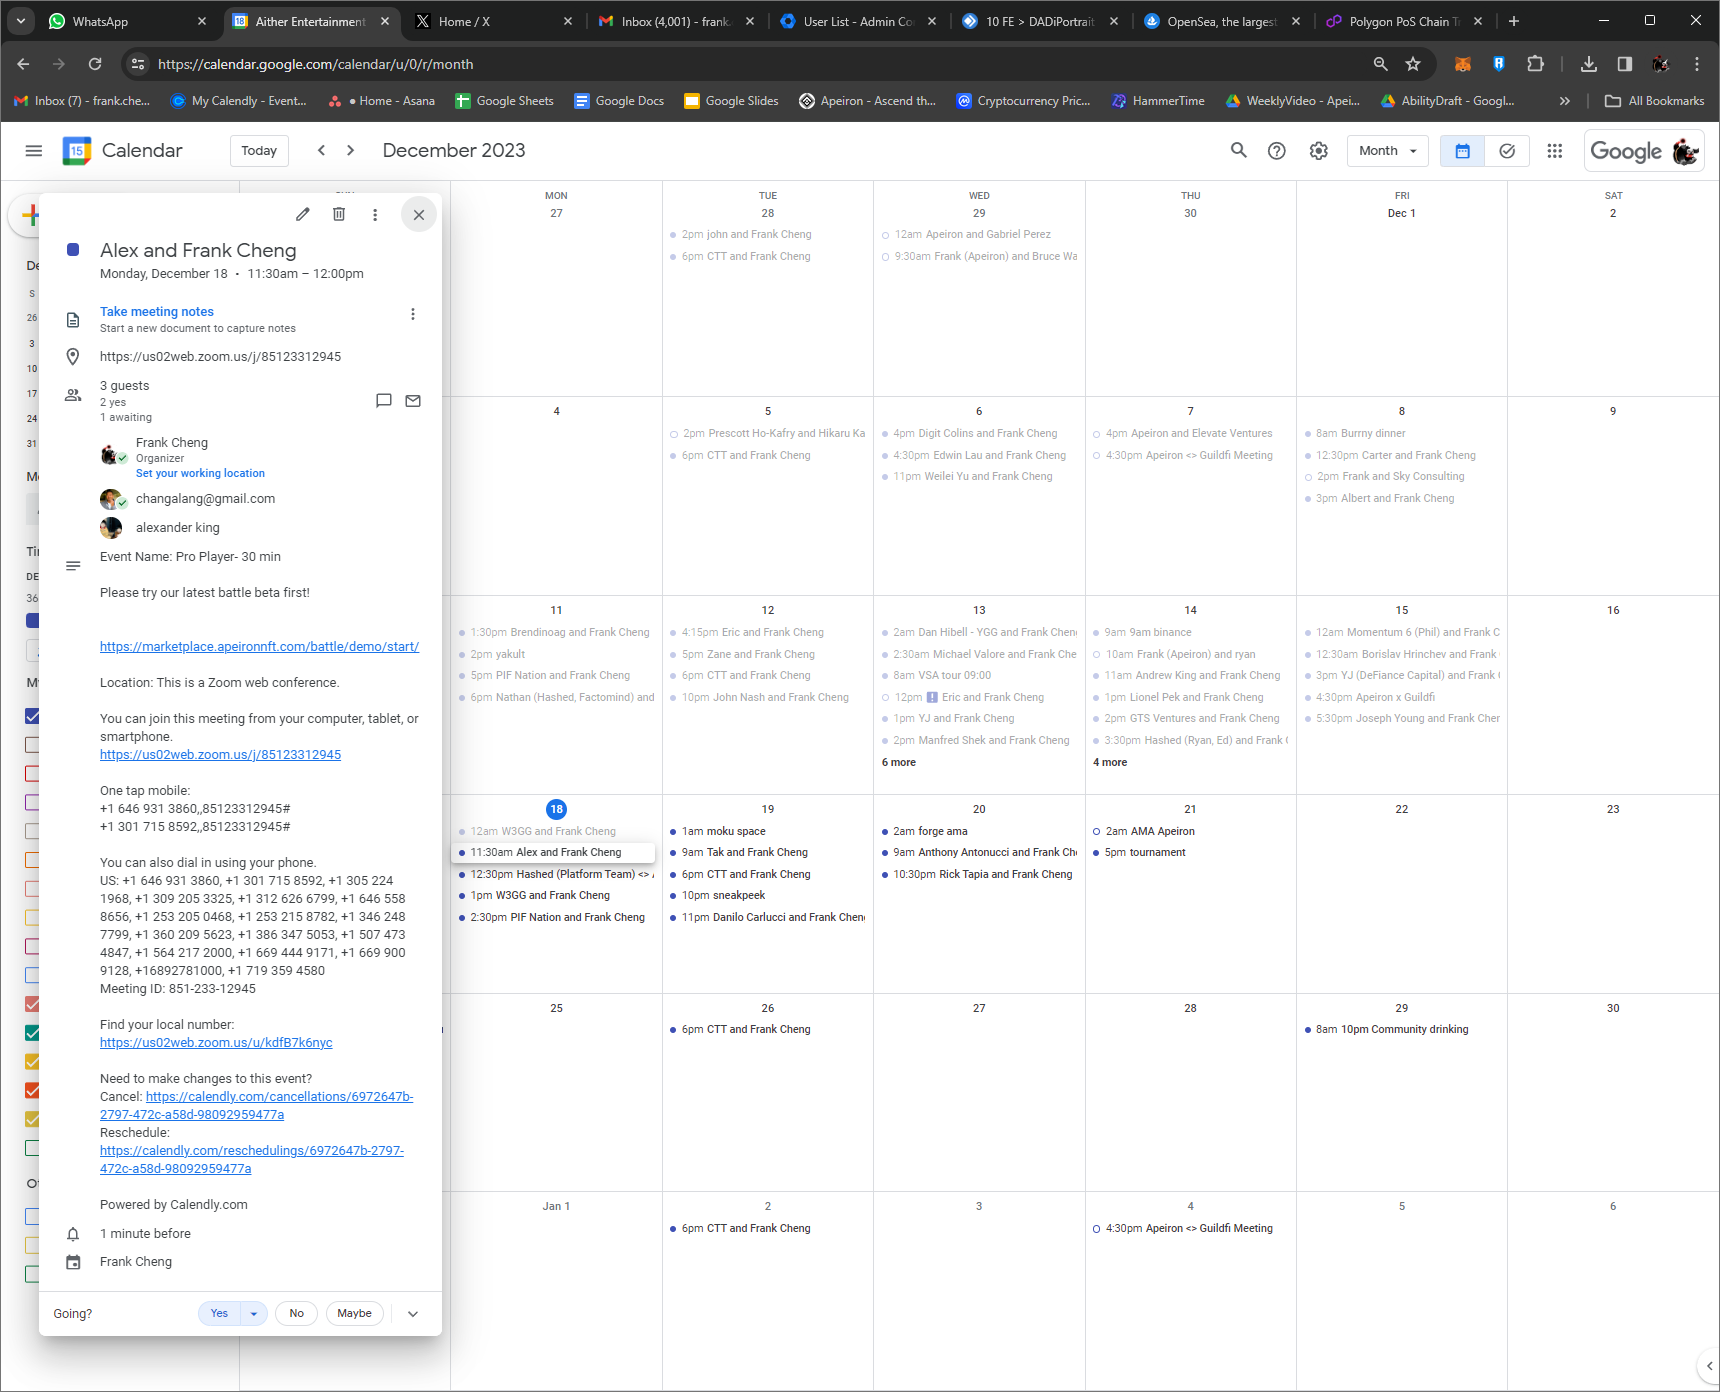 WhatsApp
Aither Entertainment
Home / X
Inbox (4,001) - frank.
User List - Admin Co
10 FE > DADiPortrait
OpenSea, the largest
Polygon PoS Chain T
https://calendar.google.com/calendar/u/0/r/month
Inbox (7) - frank.che...
My Calendly - Event...
Home - Asana
Google Sheets
Google Docs
Google Slides
Apeiron - Ascend th...
Cryptocurrency Pric...
HammerTime
WeeklyVideo - Apei...
AbilityDraft - Googl...
All Bookmarks
15
Calendar
Today
December 2023
Month
Google
Alex and Frank Cheng
Monday, December 18 • 11:30am – 12:00pm
Take meeting notes
Start a new document to capture notes
https://us02web.zoom.us/j/85123312945
3 guests
2 yes
1 awaiting
Frank Cheng
Organizer
Set your working location
changalang@gmail.com
alexander king
Event Name: Pro Player- 30 min
Please try our latest battle beta first!
https://marketplace.apeironnft.com/battle/demo/start/
Location: This is a Zoom web conference.
You can join this meeting from your computer, tablet, or
smartphone.
https://us02web.zoom.us/j/85123312945
One tap mobile:
+1 646 931 3860,,85123312945#
+1 301 715 8592,,85123312945#
You can also dial in using your phone.
US: +1 646 931 3860, +1 301 715 8592, +1 305 224
1968, +1 309 205 3325, +1 312 626 6799, +1 646 558
8656, +1 253 205 0468, +1 253 215 8782, +1 346 248
7799, +1 360 209 5623, +1 386 347 5053, +1 507 473
4847, +1 564 217 2000, +1 669 444 9171, +1 669 900
9128, +16892781000, +1 719 359 4580
Meeting ID: 851-233-12945
Find your local number:
https://us02web.zoom.us/u/kdfB7k6nyc
Need to make changes to this event?
Cancel: https://calendly.com/cancellations/6972647b-
2797-472c-a58d-98092959477a
Reschedule:
https://calendly.com/reschedulings/6972647b-2797-
472c-a58d-98092959477a
Powered by Calendly.com
1 minute before
Frank Cheng
Going?
Yes
No
Maybe
S
26
3
10
17
24
31
MON
27
TUE
28
2pm john and Frank Cheng
6pm CTT and Frank Cheng
WED
29
12am Apeiron and Gabriel Perez
9:30am Frank (Apeiron) and Bruce Wa
THU
30
FRI
Dec 1
SAT
2
4
5
2pm Prescott Ho-Kafry and Hikaru Ka
6pm CTT and Frank Cheng
6
4pm Digit Colins and Frank Cheng
4:30pm Edwin Lau and Frank Cheng
11pm Weilei Yu and Frank Cheng
7
4pm Apeiron and Elevate Ventures
4:30pm Apeiron <> Guildfi Meeting
8
8am Burrny dinner
12:30pm Carter and Frank Cheng
2pm Frank and Sky Consulting
3pm Albert and Frank Cheng
9
11
1:30pm Brendinoag and Frank Cheng
2pm yakult
5pm PIF Nation and Frank Cheng
6pm Nathan (Hashed, Factomind) and
12
4:15pm Eric and Frank Cheng
5pm Zane and Frank Cheng
6pm CTT and Frank Cheng
10pm John Nash and Frank Cheng
13
2am Dan Hibell - YGG and Frank Chen
2:30am Michael Valore and Frank Che
8am VSA tour 09:00
12pm ! Eric and Frank Cheng
1pm YJ and Frank Cheng
2pm Manfred Shek and Frank Cheng
6 more
14
9am 9am binance
10am Frank (Apeiron) and ryan
11am Andrew King and Frank Cheng
1pm Lionel Pek and Frank Cheng
2pm GTS Ventures and Frank Cheng
3:30pm Hashed (Ryan, Ed) and Frank
4 more
15
12am Momentum 6 (Phil) and Frank C
12:30am Borislav Hrinchev and Frank
3pm YJ (DeFiance Capital) and Frank
4:30pm Apeiron x Guildfi
5:30pm Joseph Young and Frank Cher
16
18
12am W3GG and Frank Cheng
11:30am Alex and Frank Cheng
12:30pm Hashed (Platform Team) <>
1pm W3GG and Frank Cheng
2:30pm PIF Nation and Frank Cheng
19
1am moku space
9am Tak and Frank Cheng
6pm CTT and Frank Cheng
10pm sneakpeek
11pm Danilo Carlucci and Frank Chen
20
2am forge ama
9am Anthony Antonucci and Frank Ch
10:30pm Rick Tapia and Frank Cheng
21
2am AMA Apeiron
5pm tournament
22
23
25
26
6pm CTT and Frank Cheng
27
28
29
8am 10pm Community drinking
30
Jan 1
2
6pm CTT and Frank Cheng
3
4
4:30pm Apeiron <> Guildfi Meeting
5
6